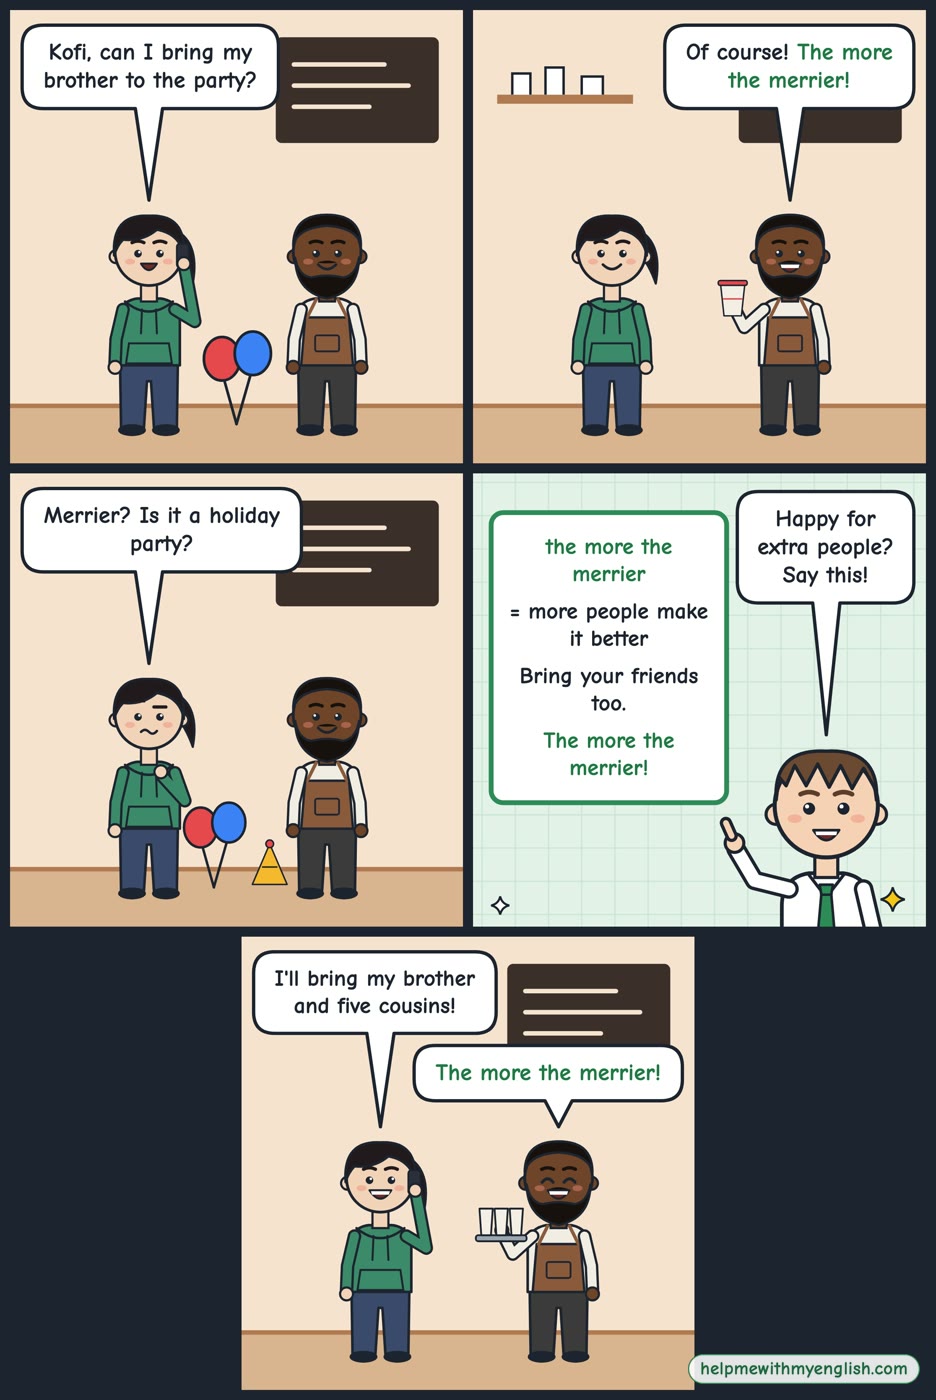 Kofi, can I bring my
brother to the party?
Of course! The more
the merrier!
Merrier? Is it a holiday
party?
the more the
merrier
= more people make
it better
Bring your friends
too.
The more the
merrier!
Happy for
extra people?
Say this!
I'll bring my brother
and five cousins!
The more the merrier!
helpmewithmyenglish.com